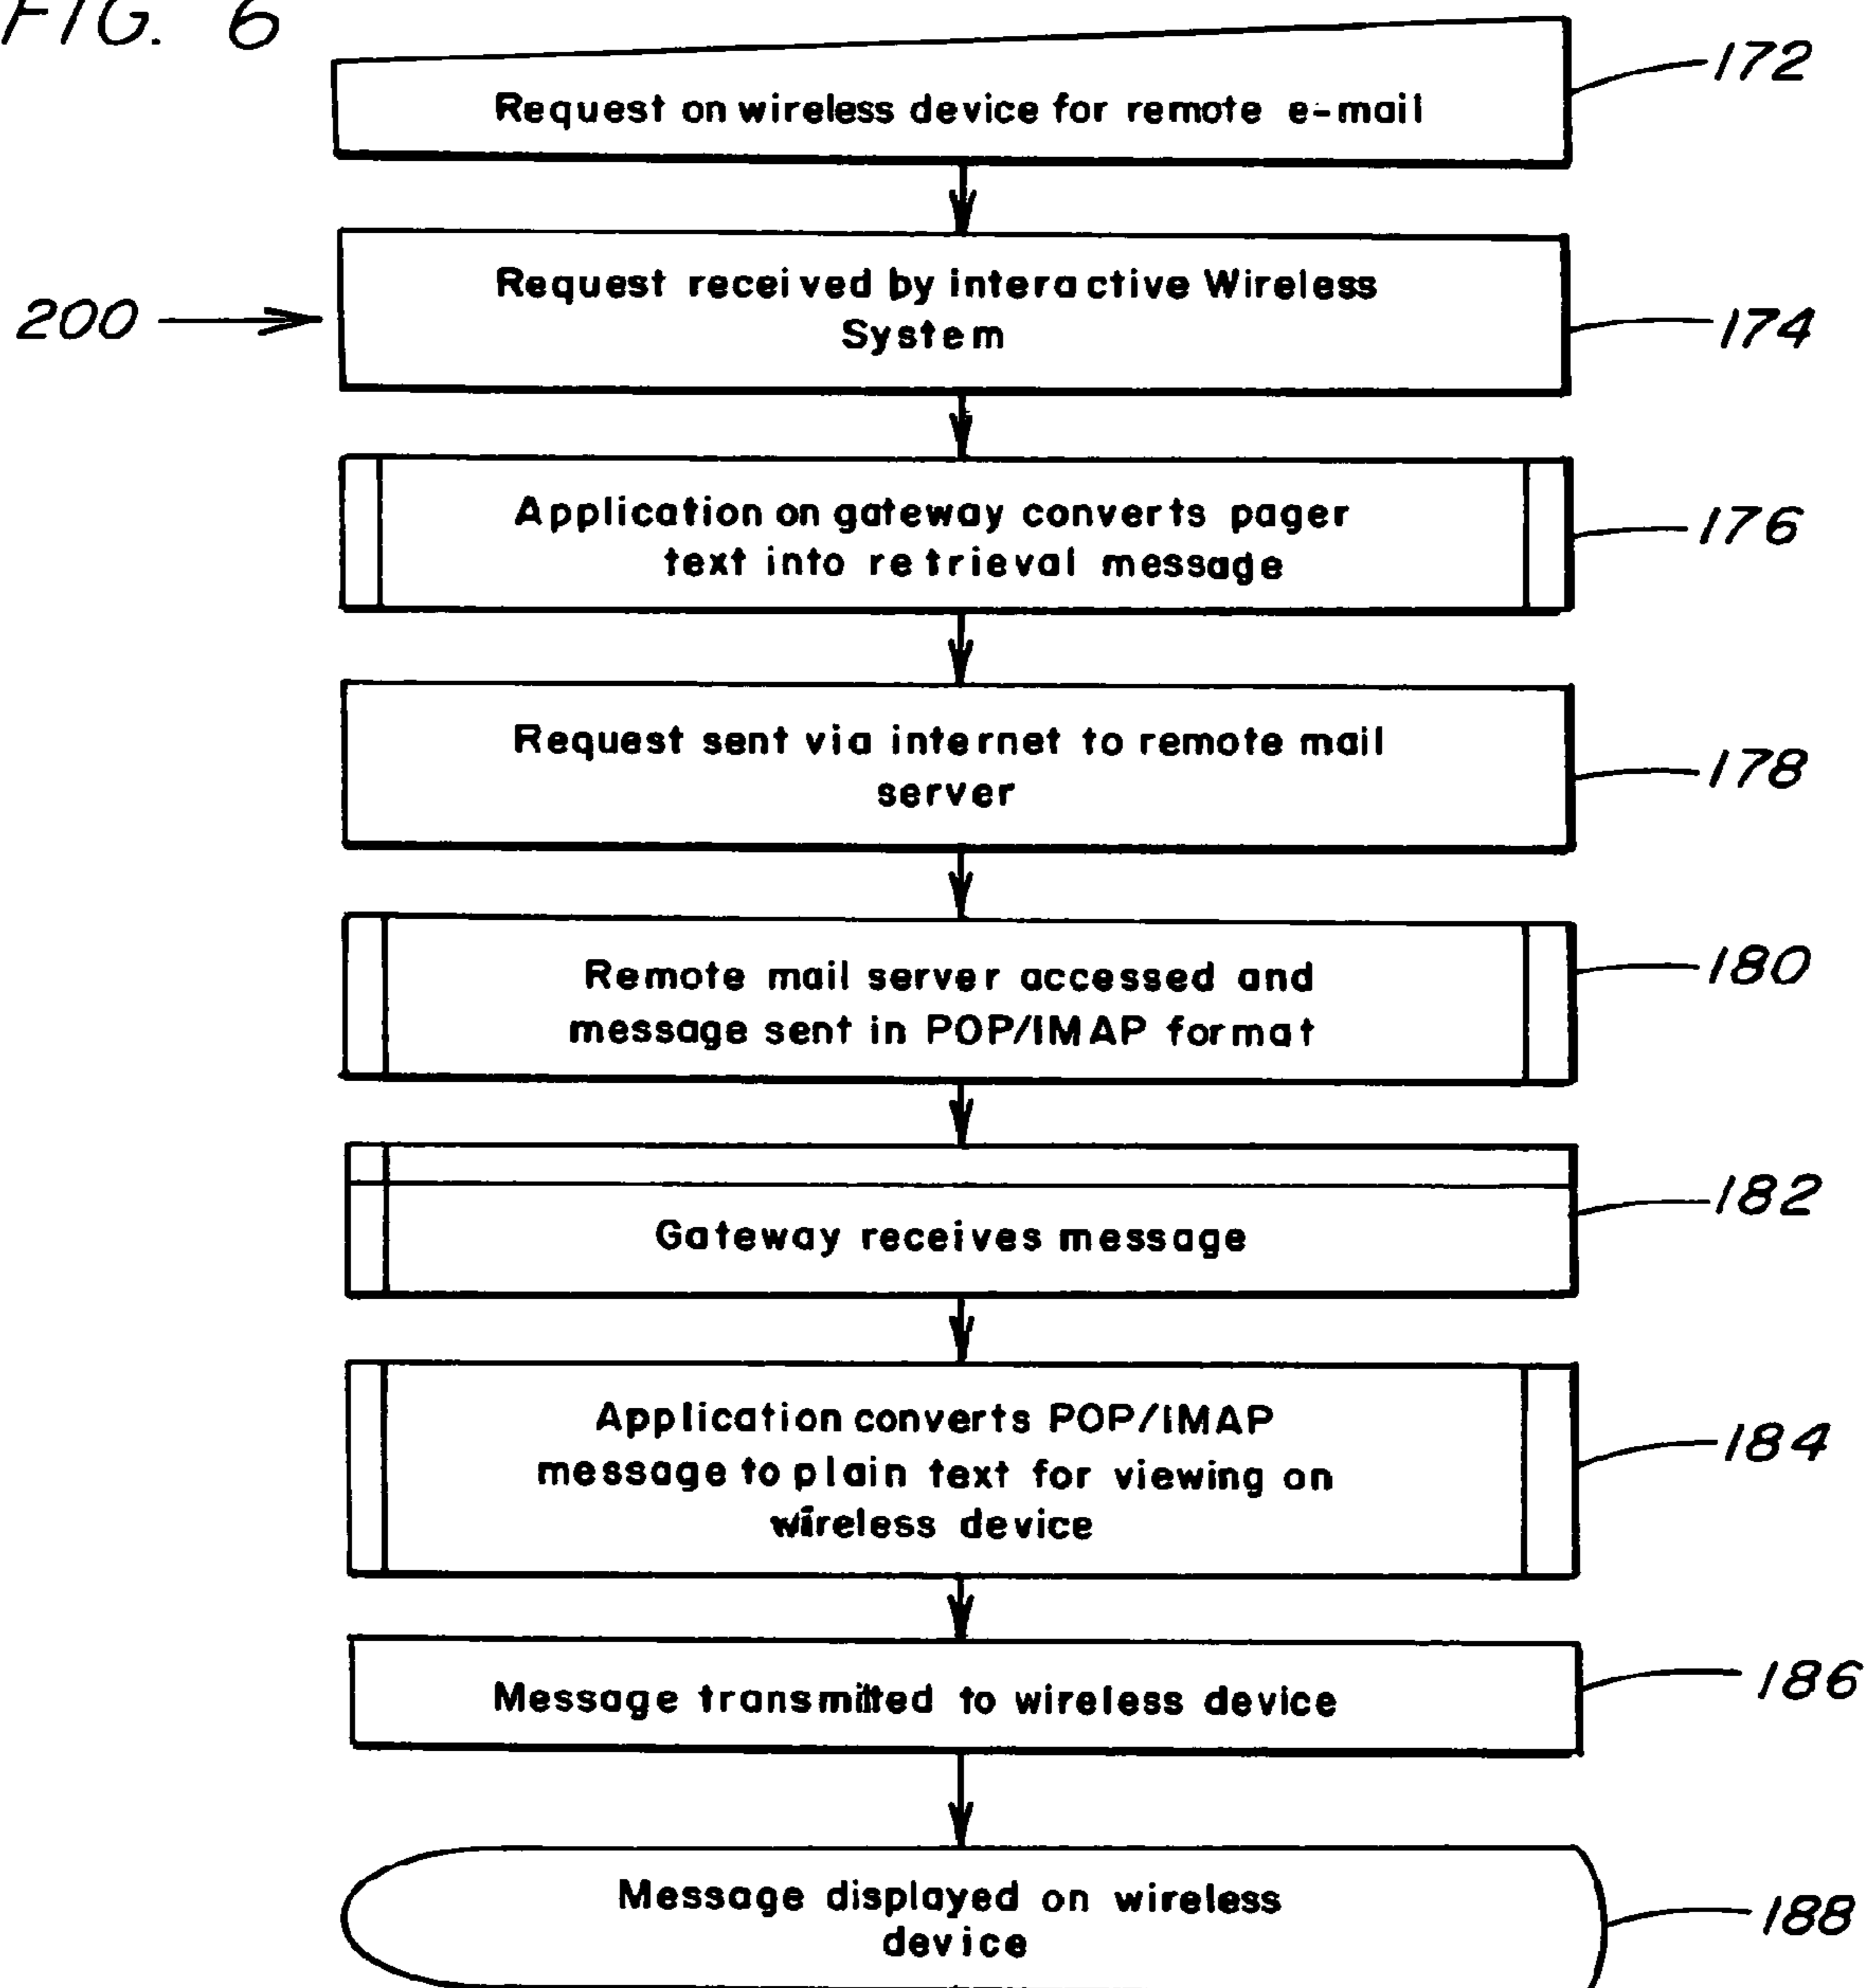 FIG. 6
Request on wireless device for remote e-mail
172
Request received by interactive Wireless
System
200
174
Application on gateway converts pager
text into retrieval message
176
Request sent via internet to remote mail
server
178
Remote mail server accessed and
message sent in POP/IMAP format
180
Gateway receives message
182
Application converts POP/IMAP
message to plain text for viewing on
wireless device
184
Message transmitted to wireless device
186
Message displayed on wireless
device
188